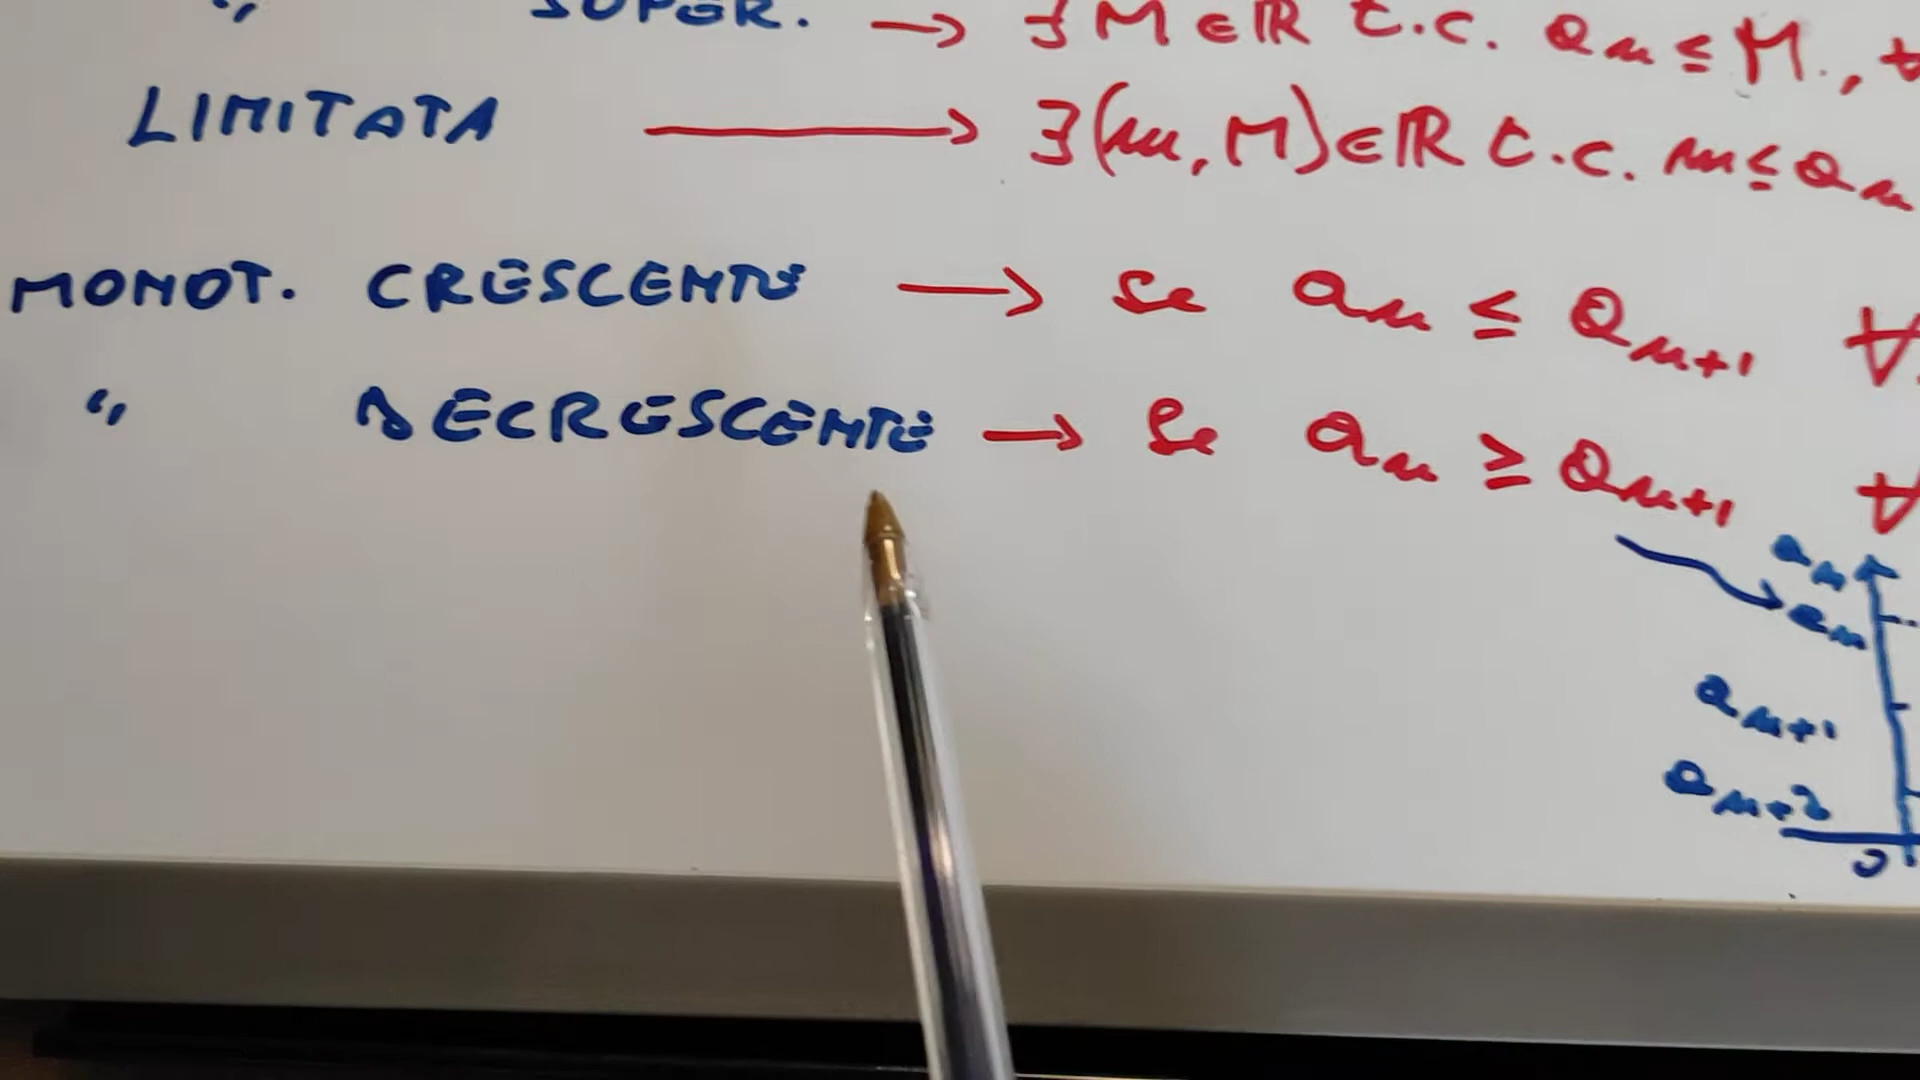 " SUPER. → ∃ M ∈ ℝ t.c. aₙ ≤ M, ∀
LIMITATA → ∃(m, M) ∈ ℝ t.c. m ≤ aₙ
MONOT. CRESCENTE → se aₙ ≤ aₙ₊₁ ∀
" DECRESCENTE → se aₙ ≥ aₙ₊₁ ∀
aₙ
aₙ
aₙ₊₁
aₙ₊₂
0